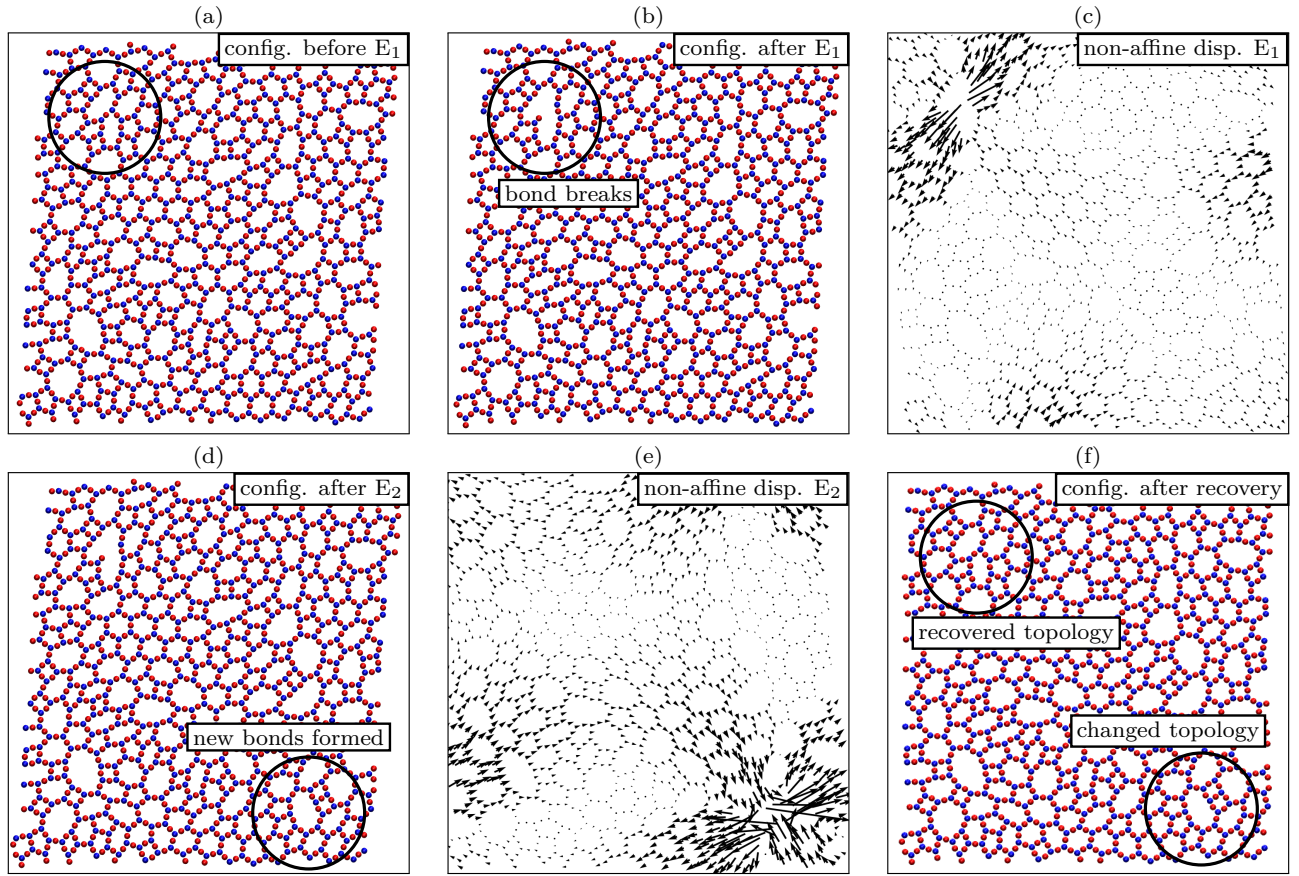 (a)
config. before E₁
(b)
config. after E₁
bond breaks
(c)
non-affine disp. E₁
(d)
config. after E₂
new bonds formed
(e)
non-affine disp. E₂
(f)
config. after recovery
recovered topology
changed topology